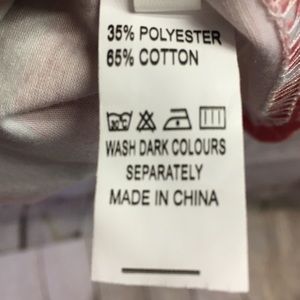 35% POLYESTER
65% COTTON
WASH DARK COLOURS
SEPARATELY
MADE IN CHINA